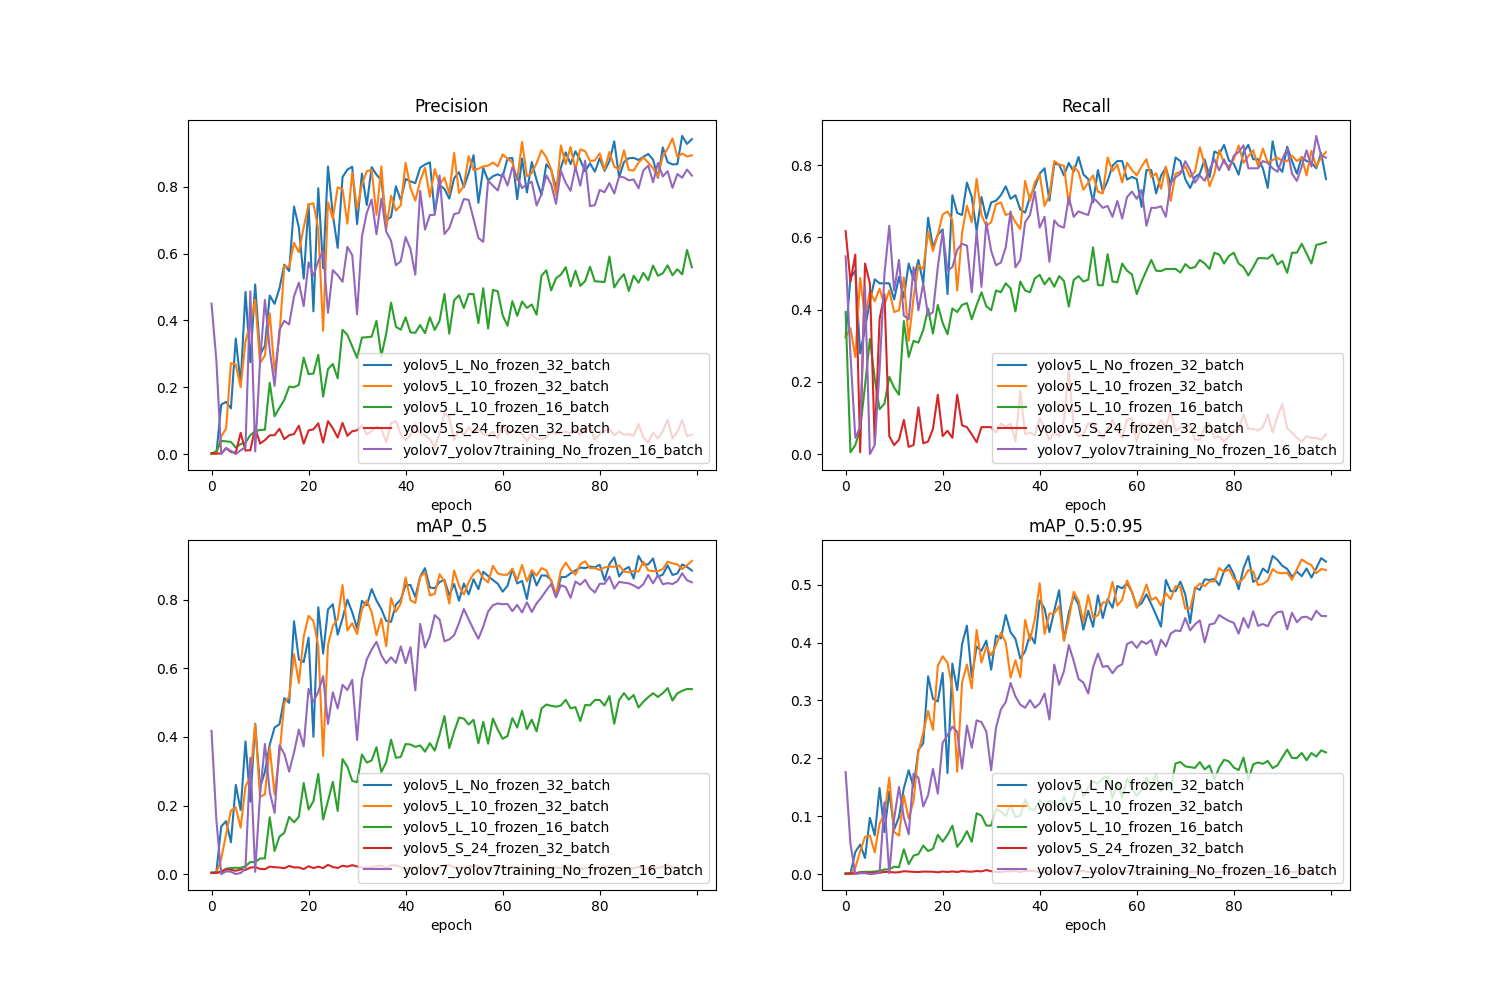 Precision
0.8
0.6
0.4
0.2
0.0
yolov5_L_No_frozen_32_batch
yolov5_L_10_frozen_32_batch
yolov5_L_10_frozen_16_batch
yolov5_S_24_frozen_32_batch
yolov7_yolov7training_No_frozen_16_batch
0 20 40 60 80
epoch
Recall
0.8
0.6
0.4
0.2
0.0
yolov5_L_No_frozen_32_batch
yolov5_L_10_frozen_32_batch
yolov5_L_10_frozen_16_batch
yolov5_S_24_frozen_32_batch
yolov7_yolov7training_No_frozen_16_batch
0 20 40 60 80
epoch
mAP_0.5
0.8
0.6
0.4
0.2
0.0
yolov5_L_No_frozen_32_batch
yolov5_L_10_frozen_32_batch
yolov5_L_10_frozen_16_batch
yolov5_S_24_frozen_32_batch
yolov7_yolov7training_No_frozen_16_batch
0 20 40 60 80
epoch
mAP_0.5:0.95
0.5
0.4
0.3
0.2
0.1
0.0
yolov5_L_No_frozen_32_batch
yolov5_L_10_frozen_32_batch
yolov5_L_10_frozen_16_batch
yolov5_S_24_frozen_32_batch
yolov7_yolov7training_No_frozen_16_batch
0 20 40 60 80
epoch